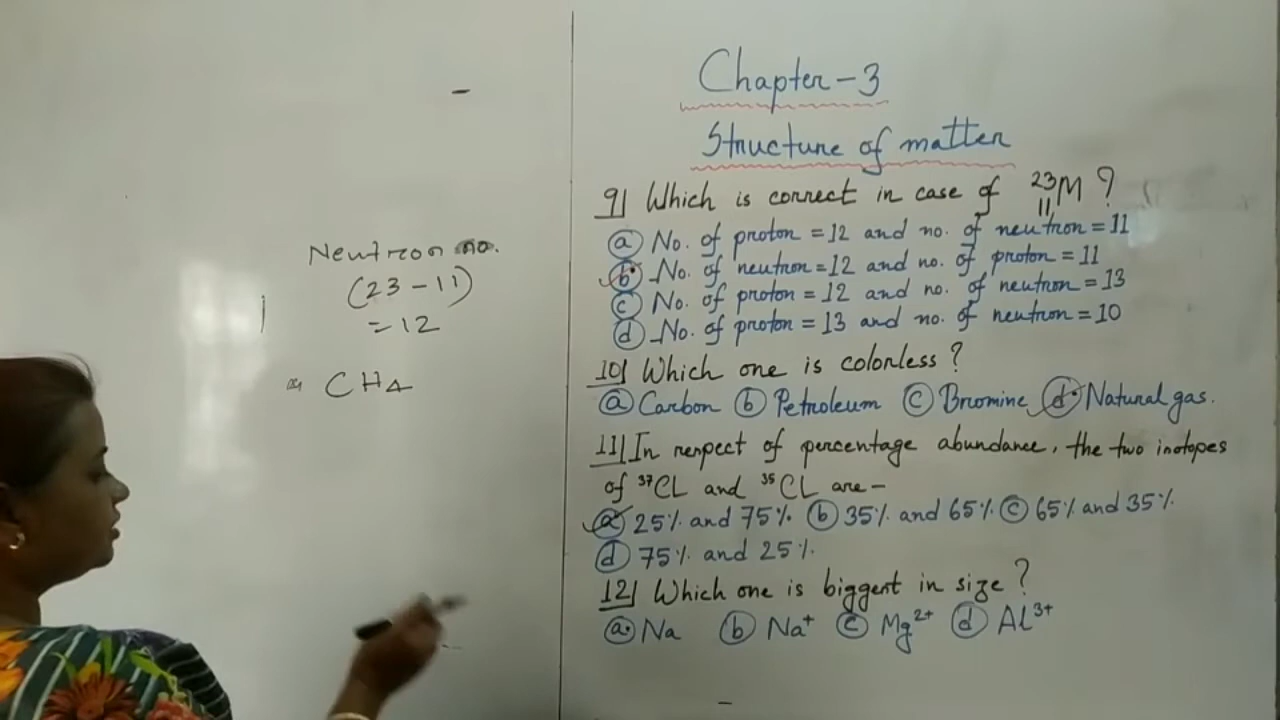 Neutron no.
(23-11)
=12
CH4
Chapter-3
Structure of matter
9| Which is correct in case of ²³₁₁M ?
ⓐ No. of proton = 12 and no. of neutron = 11
ⓑ No. of neutron = 12 and no. of proton = 11
ⓒ No. of proton = 12 and no. of neutron = 13
ⓓ No. of proton = 13 and no. of neutron = 10
10| Which one is colorless ?
ⓐ Carbon ⓑ Petroleum ⓒ Bromine ⓓ Natural gas.
11| In respect of percentage abundance, the two isotopes
of ³⁷CL and ³⁵CL are-
ⓐ 25% and 75% ⓑ 35% and 65% ⓒ 65% and 35%
ⓓ 75% and 25%.
12| Which one is biggest in size ?
ⓐ Na ⓑ Na⁺ ⓒ Mg²⁺ ⓓ Al³⁺